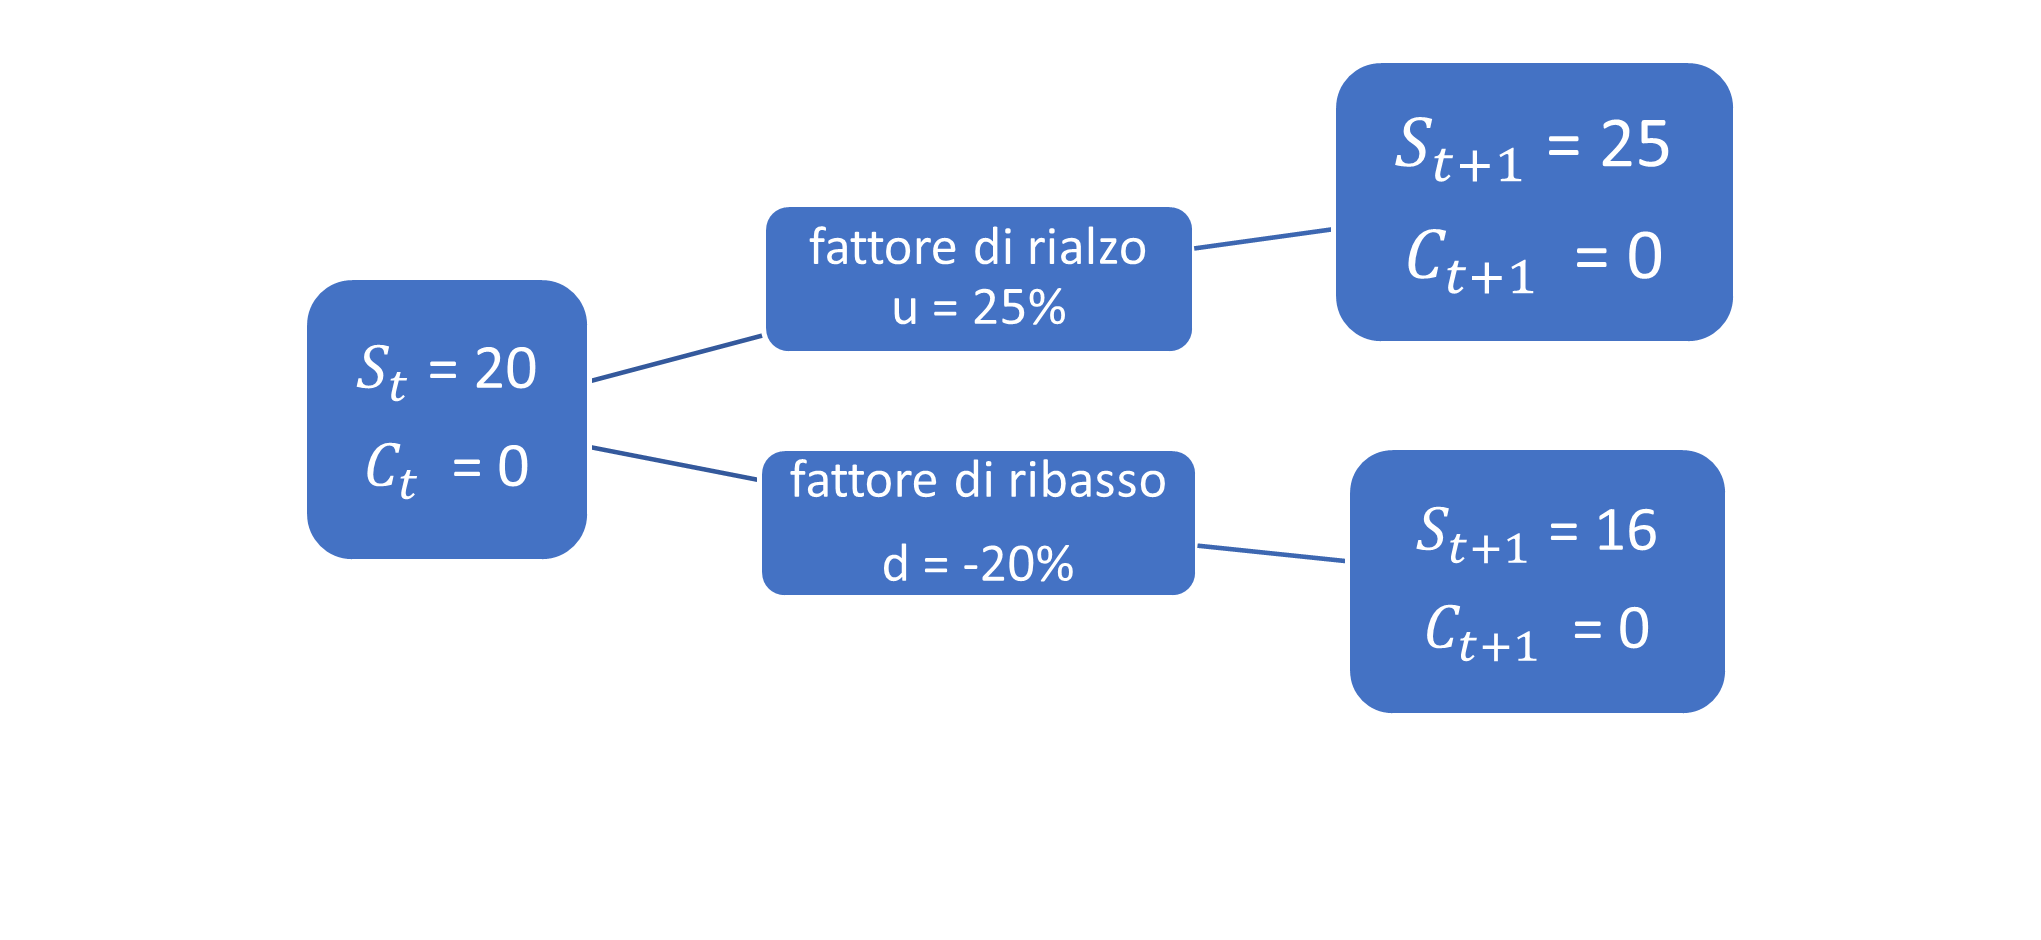 S_t = 20
C_t = 0
fattore di rialzo
u = 25%
fattore di ribasso
d = -20%
S_{t+1} = 25
C_{t+1} = 0
S_{t+1} = 16
C_{t+1} = 0